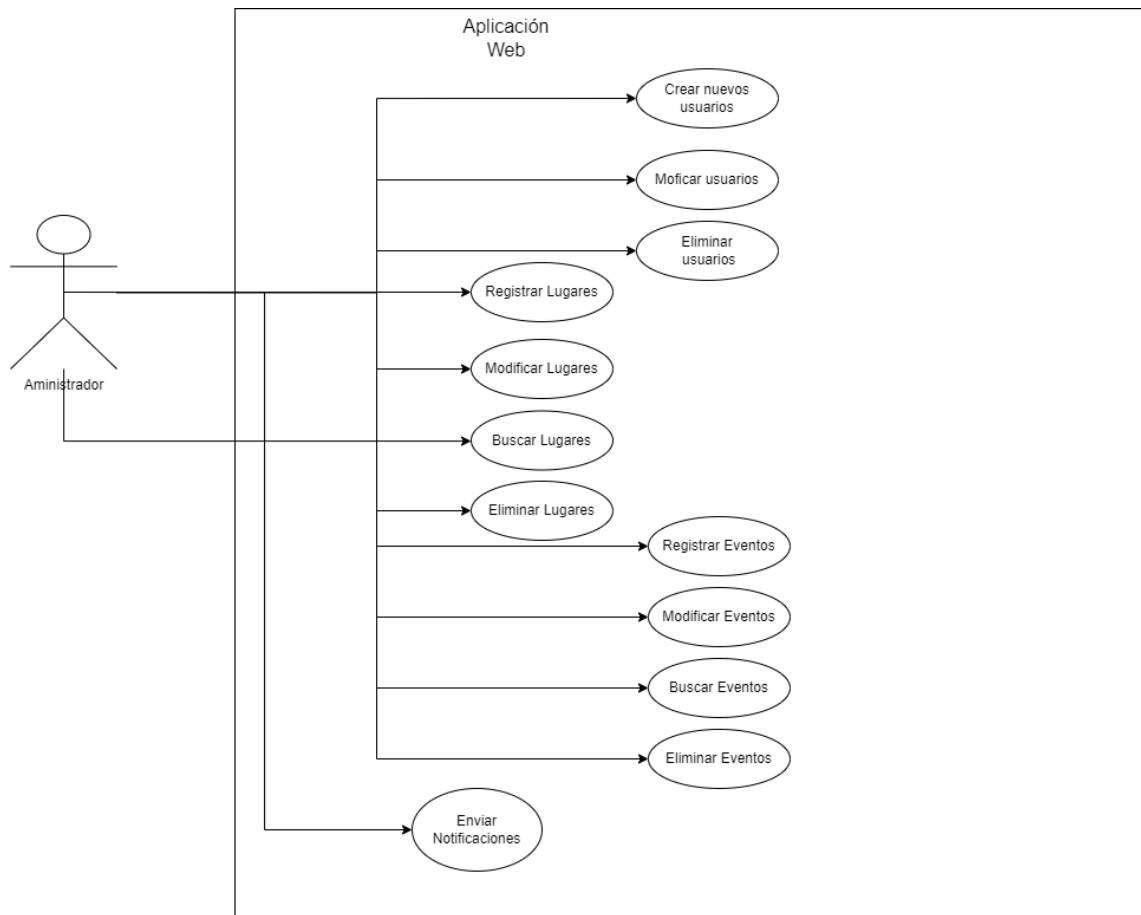 Aplicación
Web
Crear nuevos
usuarios
Moficar usuarios
Eliminar
usuarios
Registrar Lugares
Modificar Lugares
Aministrador
Buscar Lugares
Eliminar Lugares
Registrar Eventos
Modificar Eventos
Buscar Eventos
Eliminar Eventos
Enviar
Notificaciones